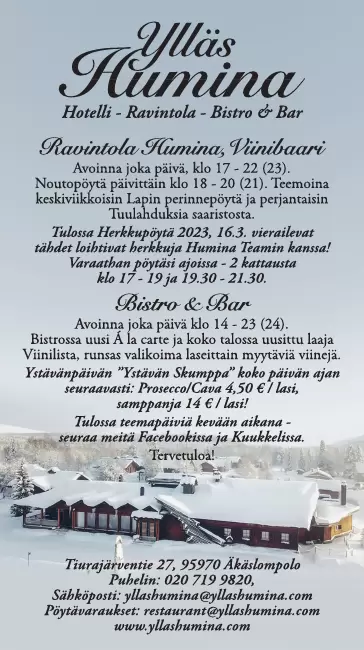 Ylläs
Humina
Hotelli - Ravintola - Bistro & Bar
Ravintola Humina, Viinibaari
Avoinna joka päivä, klo 17 - 22 (23).
Noutopöytä päivittäin klo 18 - 20 (21). Teemoina
keskiviikkoisin Lapin perinnepöytä ja perjantaisin
Tuulahduksia saaristosta.
Tulossa Herkkupöytä 2023, 16.3. vierailevat
tähdet loihtivat herkkuja Humina Teamin kanssa!
Varaathan pöytäsi ajoissa - 2 kattausta
klo 17 - 19 ja 19.30 - 21.30.
Bistro & Bar
Avoinna joka päivä klo 14 - 23 (24).
Bistrossa uusi Á la carte ja koko talossa uusittu laaja
Viinilista, runsas valikoima laseittain myytäviä viinejä.
Ystävänpäivän ”Ystävän Skumppa” koko päivän ajan
seuraavasti: Prosecco/Cava 4,50 € / lasi,
samppanja 14 € / lasi!
Tulossa teemapäiviä kevään aikana -
seuraa meitä Facebookissa ja Kuukkelissa.
Tervetuloa!
Tiurajärventie 27, 95970 Äkäslompolo
Puhelin: 020 719 9820,
Sähköposti: yllashumina@yllashumina.com
Pöytävaraukset: restaurant@yllashumina.com
www.yllashumina.com